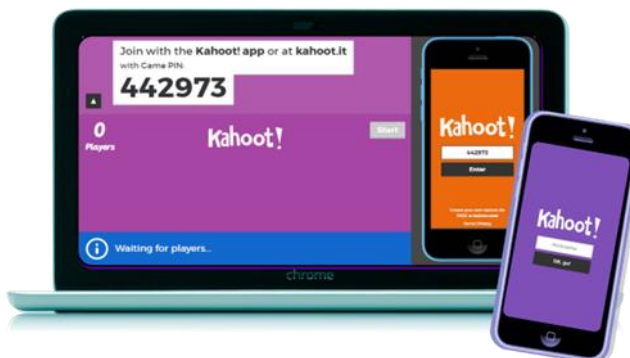 Join with the Kahoot! app or at kahoot.it
with Game PIN:
442973
0
Players
Kahoot!
Start
Waiting for players...
chrome
Kahoot!
442973
Enter
Kahoot!
Nickname
OK, go!